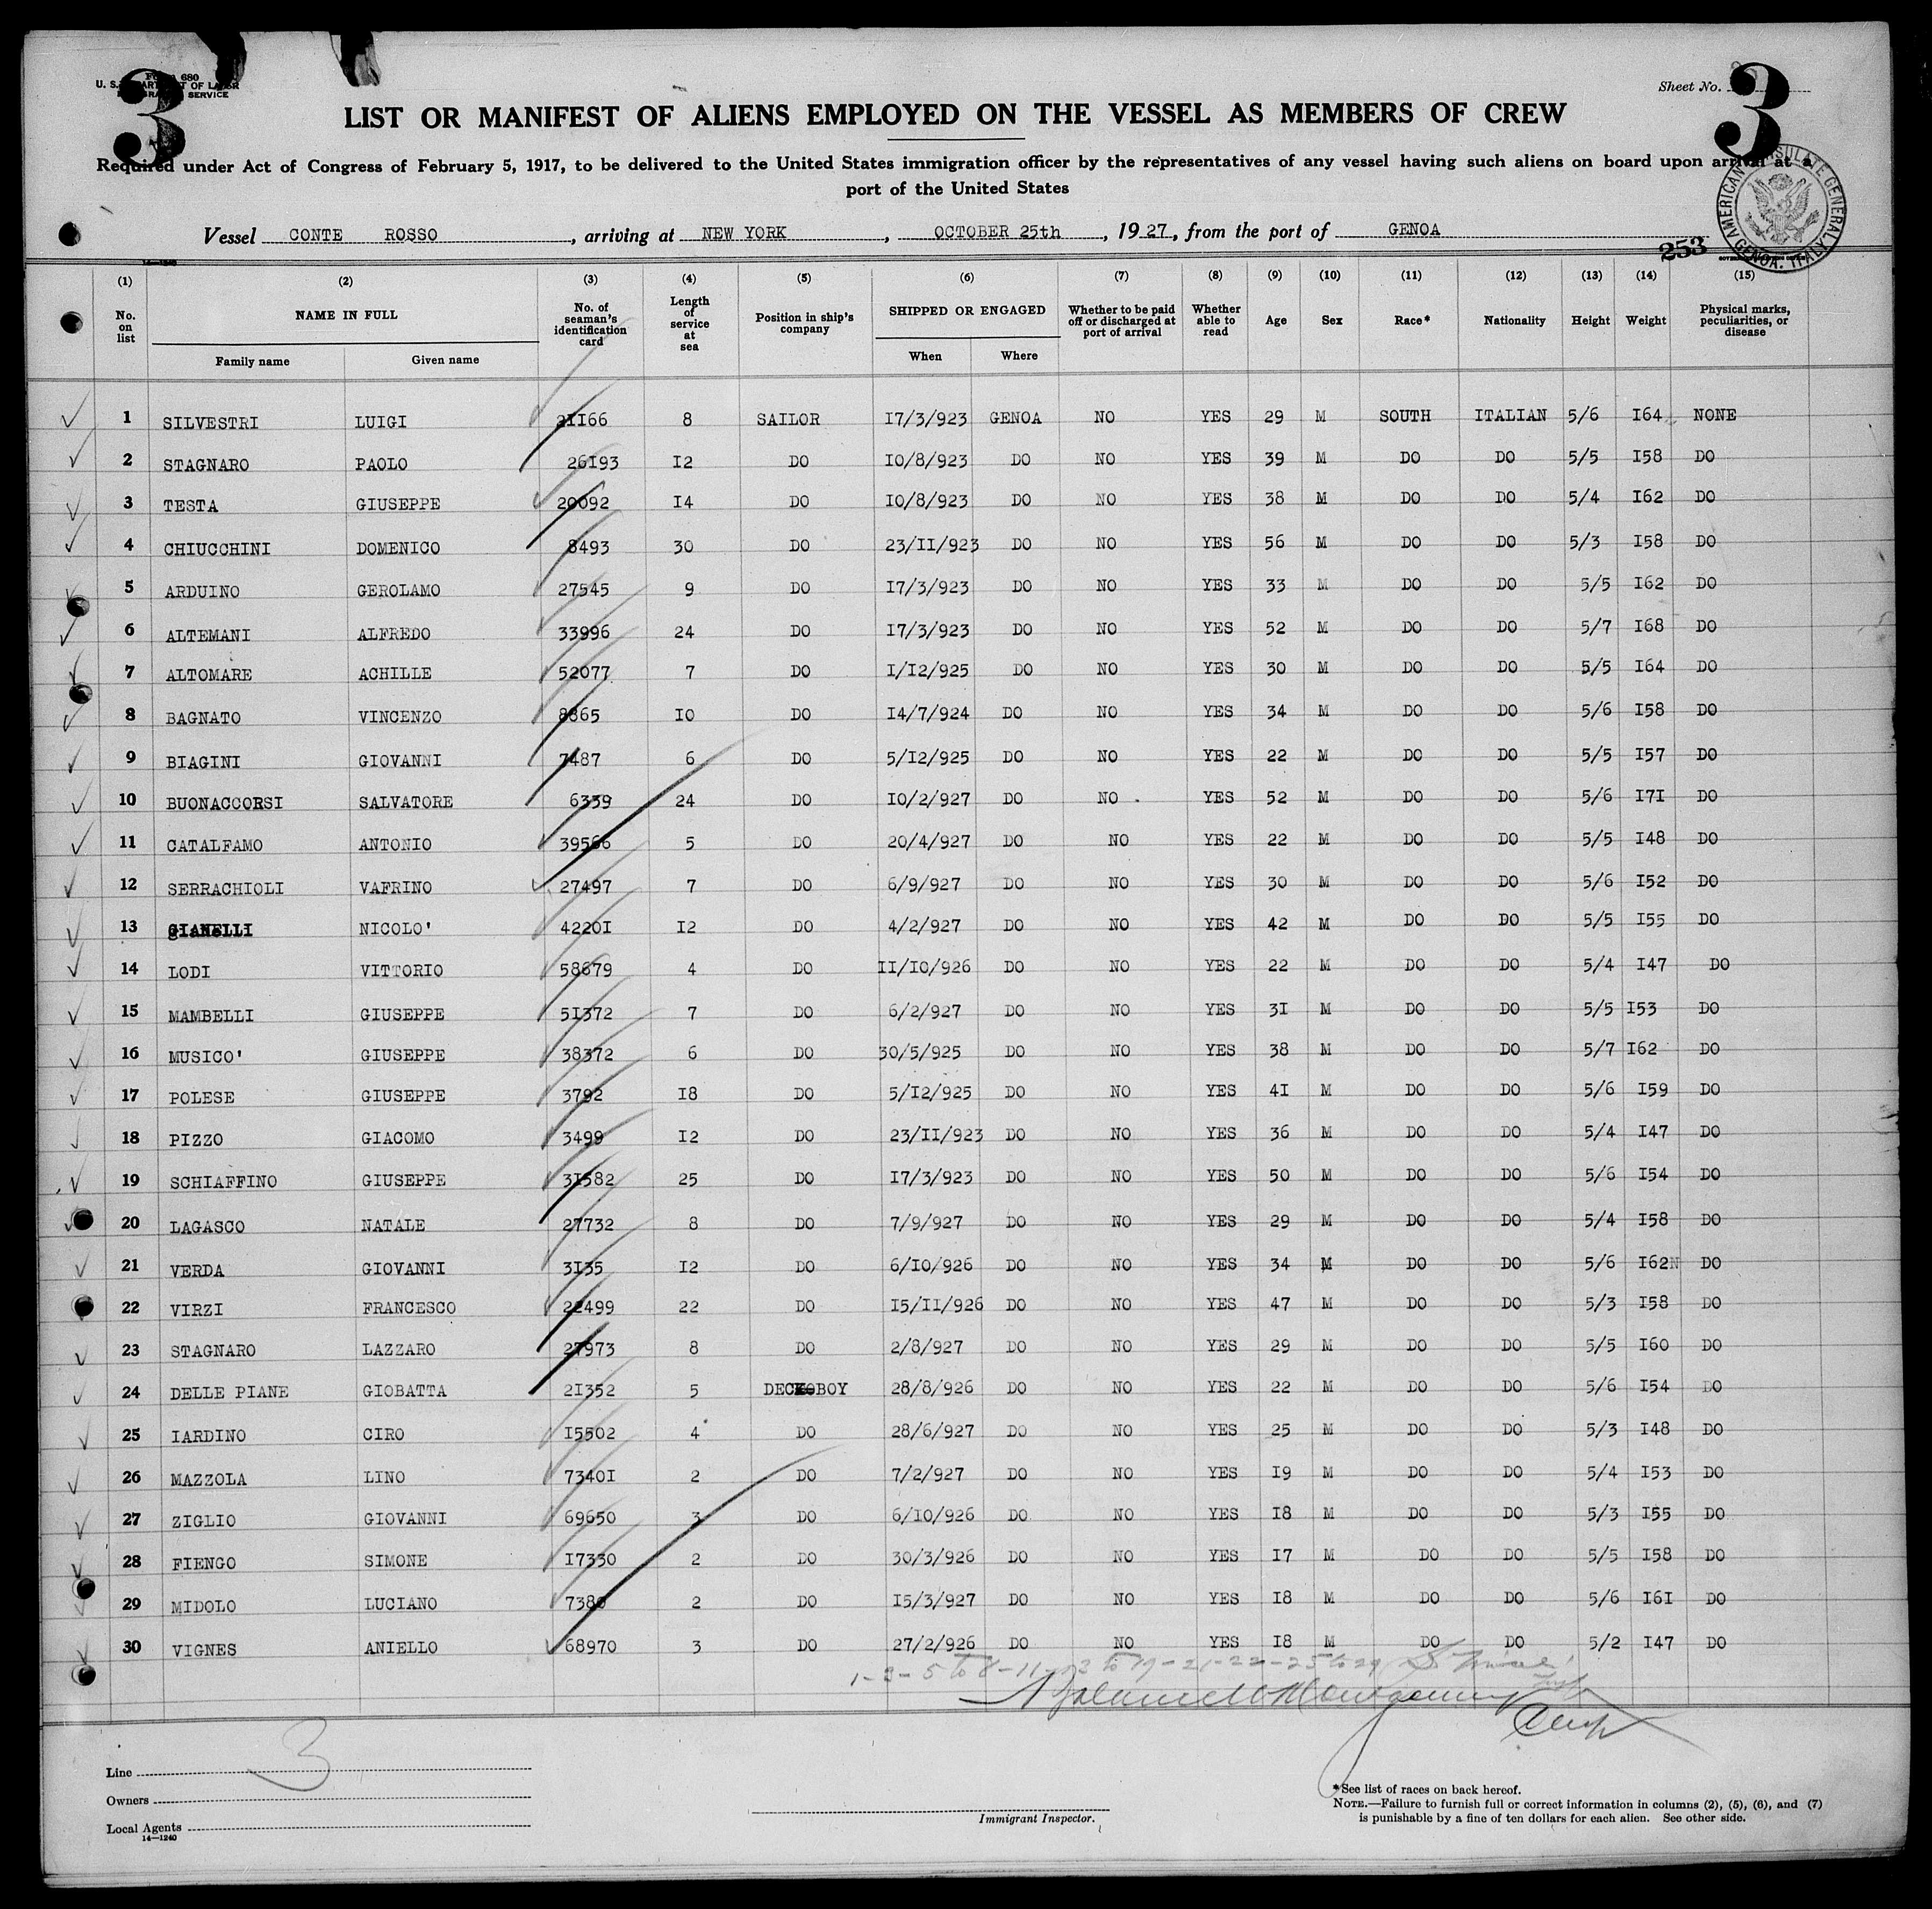 3
Form 680
U. S. DEPARTMENT OF LABOR
IMMIGRATION SERVICE
Sheet No.
3
LIST OR MANIFEST OF ALIENS EMPLOYED ON THE VESSEL AS MEMBERS OF CREW
Required under Act of Congress of February 5, 1917, to be delivered to the United States immigration officer by the representatives of any vessel having such aliens on board upon arrival at a
port of the United States
AMERICAN CONSULATE GENERAL GENOA. ITALY
Vessel CONTE ROSSO, arriving at NEW YORK, OCTOBER 25th, 1927, from the port of GENOA
253
14—1240
(1) (2) (3) (4) (5) (6) (7) (8) (9) (10) (11) (12) (13) (14) (15)
No. on list NAME IN FULL Family name Given name No. of seaman's identification card Length of service at sea Position in ship's company SHIPPED OR ENGAGED When Where Whether to be paid off or discharged at port of arrival Whether able to read Age Sex Race* Nationality Height Weight Physical marks, peculiarities, or disease
1 SILVESTRI LUIGI 21166 8 SAILOR 17/3/923 GENOA NO YES 29 M SOUTH ITALIAN 5/6 164 NONE
2 STAGNARO PAOLO 26193 12 DO 10/8/923 DO NO YES 39 M DO DO 5/5 158 DO
3 TESTA GIUSEPPE 20092 14 DO 10/8/923 DO NO YES 38 M DO DO 5/4 162 DO
4 CHIUCCHINI DOMENICO 8493 30 DO 23/11/923 DO NO YES 56 M DO DO 5/3 158 DO
5 ARDUINO GEROLAMO 27545 9 DO 17/3/923 DO NO YES 33 M DO DO 5/5 162 DO
6 ALTEMANI ALFREDO 33996 24 DO 17/3/923 DO NO YES 52 M DO DO 5/7 168 DO
7 ALTOMARE ACHILLE 52077 7 DO 1/12/925 DO NO YES 30 M DO DO 5/5 164 DO
8 BAGNATO VINCENZO 8865 10 DO 14/7/924 DO NO YES 34 M DO DO 5/6 158 DO
9 BIAGINI GIOVANNI 7487 6 DO 5/12/925 DO NO YES 22 M DO DO 5/5 157 DO
10 BUONACCORSI SALVATORE 6339 24 DO 10/2/927 DO NO YES 52 M DO DO 5/6 171 DO
11 CATALFAMO ANTONIO 39566 5 DO 20/4/927 DO NO YES 22 M DO DO 5/5 148 DO
12 SERRACHIOLI VAFRINO 27497 7 DO 6/9/927 DO NO YES 30 M DO DO 5/6 152 DO
13 GIANELLI NICOLO' 42201 12 DO 4/2/927 DO NO YES 42 M DO DO 5/5 155 DO
14 LODI VITTORIO 58679 4 DO 11/10/926 DO NO YES 22 M DO DO 5/4 147 DO
15 MAMBELLI GIUSEPPE 51372 7 DO 6/2/927 DO NO YES 31 M DO DO 5/5 153 DO
16 MUSICO' GIUSEPPE 38372 6 DO 30/5/925 DO NO YES 38 M DO DO 5/7 162 DO
17 POLESE GIUSEPPE 3792 18 DO 5/12/925 DO NO YES 41 M DO DO 5/6 159 DO
18 PIZZO GIACOMO 3499 12 DO 23/11/923 DO NO YES 36 M DO DO 5/4 147 DO
19 SCHIAFFINO GIUSEPPE 31582 25 DO 17/3/923 DO NO YES 50 M DO DO 5/6 154 DO
20 LAGASCO NATALE 27732 8 DO 7/9/927 DO NO YES 29 M DO DO 5/4 158 DO
21 VERDA GIOVANNI 3135 12 DO 6/10/926 DO NO YES 34 M DO DO 5/6 162 DO
22 VIRZI FRANCESCO 22499 22 DO 15/11/926 DO NO YES 47 M DO DO 5/3 158 DO
23 STAGNARO LAZZARO 27973 8 DO 2/8/927 DO NO YES 29 M DO DO 5/5 160 DO
24 DELLE PIANE GIOBATTA 21352 5 DECKBOY 28/8/926 DO NO YES 22 M DO DO 5/6 154 DO
25 IARDINO CIRO 15502 4 DO 28/6/927 DO NO YES 25 M DO DO 5/3 148 DO
26 MAZZOLA LINO 73401 2 DO 7/2/927 DO NO YES 19 M DO DO 5/4 153 DO
27 ZIGLIO GIOVANNI 69650 3 DO 6/10/926 DO NO YES 18 M DO DO 5/3 155 DO
28 FIENGO SIMONE 17330 2 DO 30/3/926 DO NO YES 17 M DO DO 5/5 158 DO
29 MIDOLO LUCIANO 2 DO 15/3/927 DO NO YES 18 M DO DO 5/6 161 DO
30 VIGNES ANIELLO 68970 3 DO 27/2/926 DO NO YES 18 M DO DO 5/2 147 DO
3
Line
Owners
Local Agents
14—1240
Immigrant Inspector.
*See list of races on back hereof.
NOTE.—Failure to furnish full or correct information in columns (2), (5), (6), and (7)
is punishable by a fine of ten dollars for each alien. See other side.